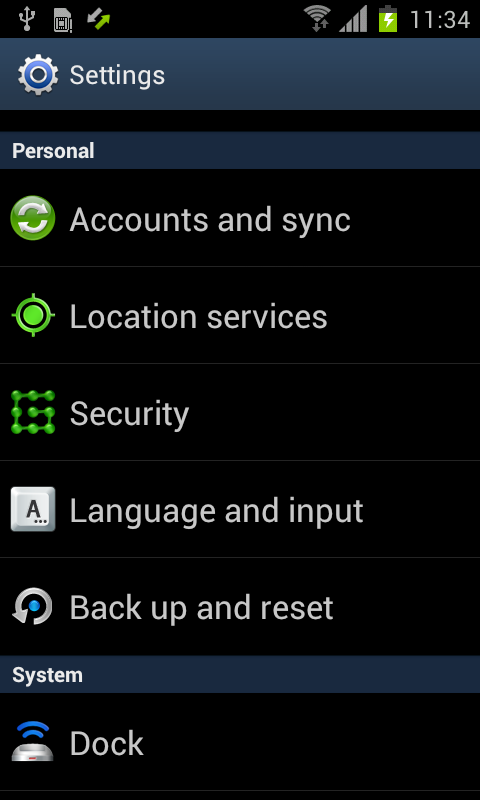 11:34
Settings
Personal
Accounts and sync
Location services
Security
A...
Language and input
Back up and reset
System
Dock